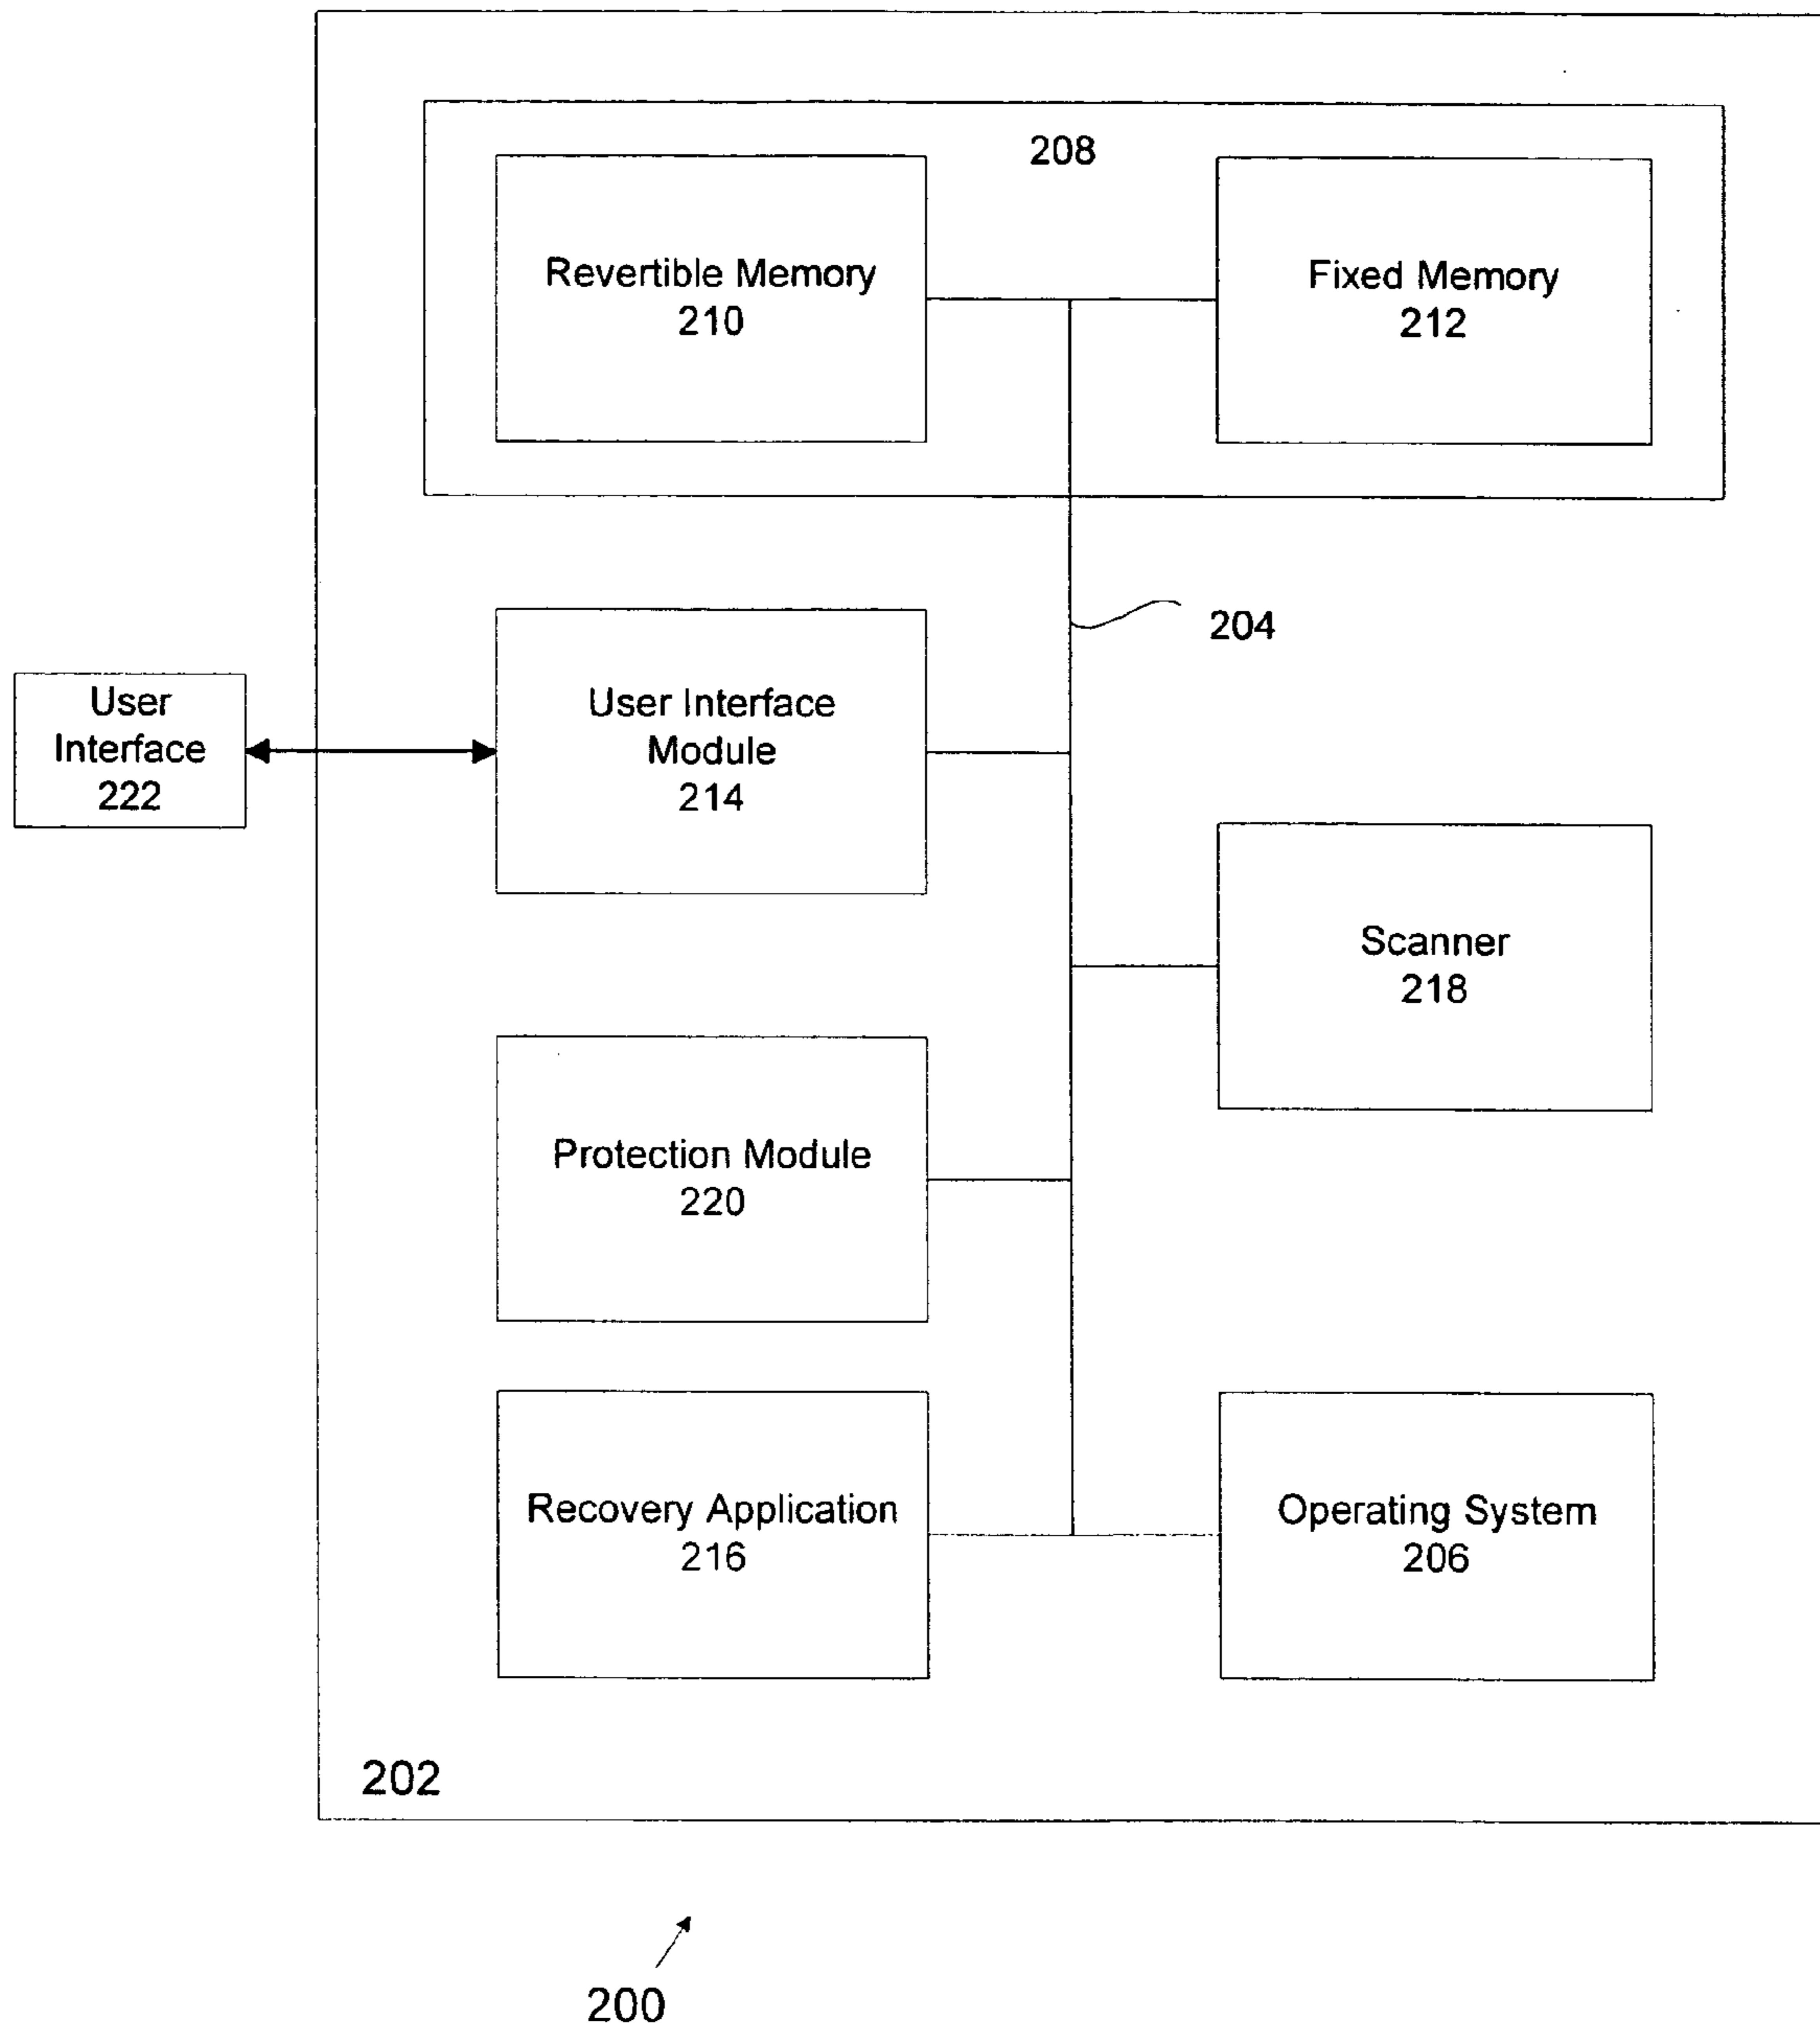 208
Revertible Memory
210
Fixed Memory
212
204
User
Interface
222
User Interface
Module
214
Scanner
218
Protection Module
220
Recovery Application
216
Operating System
206
202
200